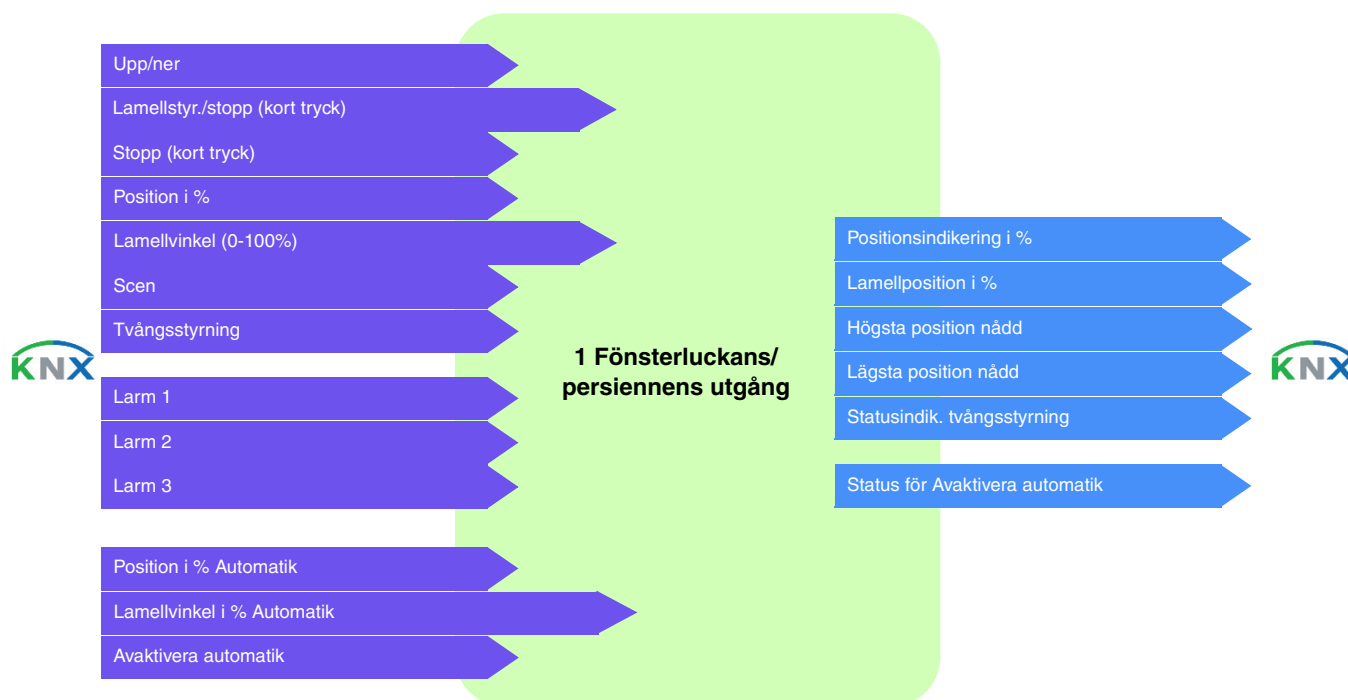 Upp/ner
Lamellstyr./stopp (kort tryck)
Stopp (kort tryck)
Position i %
Lamellvinkel (0-100%)
Scen
Tvångsstyrning
KNX
Larm 1
Larm 2
Larm 3
Position i % Automatik
Lamellvinkel i % Automatik
Avaktivera automatik
1 Fönsterluckans/
persiennens utgång
Positionsindikering i %
Lamellposition i %
Högsta position nådd
Lägsta position nådd
Statusindik. tvångsstyrning
Status för Avaktivera automatik
KNX